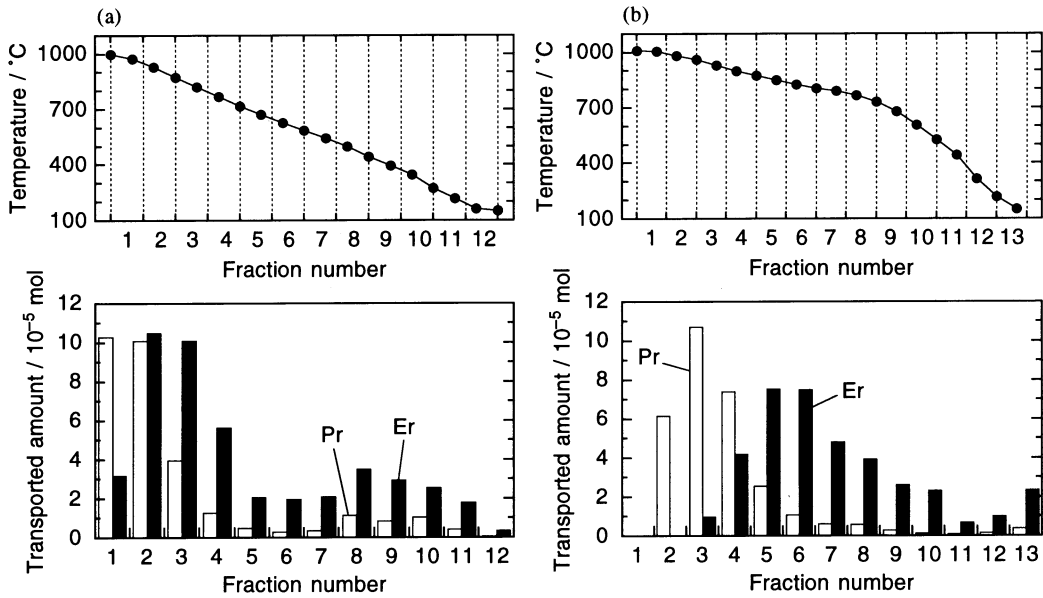 (a)
Temperature / °C
1000
700
400
100
1 2 3 4 5 6 7 8 9 10 11 12
Fraction number
(b)
Temperature / °C
1000
700
400
100
1 2 3 4 5 6 7 8 9 10 11 12 13
Fraction number
Transported amount / 10⁻⁵ mol
12
10
8
6
4
2
0
Pr
Er
1 2 3 4 5 6 7 8 9 10 11 12
Fraction number
Transported amount / 10⁻⁵ mol
12
10
8
6
4
2
0
Pr
Er
1 2 3 4 5 6 7 8 9 10 11 12 13
Fraction number